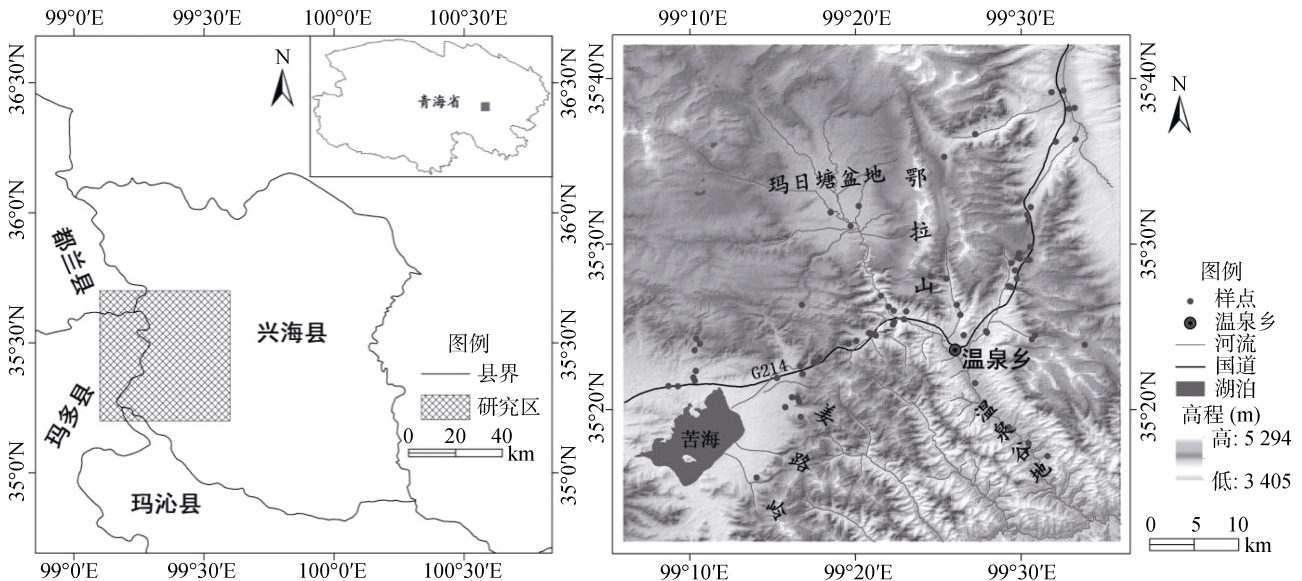 99°0′E 99°30′E 100°0′E 100°30′E
36°30′N
36°0′N
35°30′N
35°0′N
36°30′N
36°0′N
35°30′N
35°0′N
N
青海省
都兰县
兴海县
玛多县
玛沁县
图例
县界
研究区
0 20 40
km
99°0′E 99°30′E 100°0′E 100°30′E
99°10′E 99°20′E 99°30′E
35°40′N
35°30′N
35°20′N
35°40′N
35°30′N
35°20′N
玛日塘盆地
鄂拉山
G214
温泉乡
苦海
温泉谷地
姜路岭
N
图例
样点
温泉乡
河流
国道
湖泊
高程 (m)
高: 5 294
低: 3 405
0 5 10
km
99°10′E 99°20′E 99°30′E